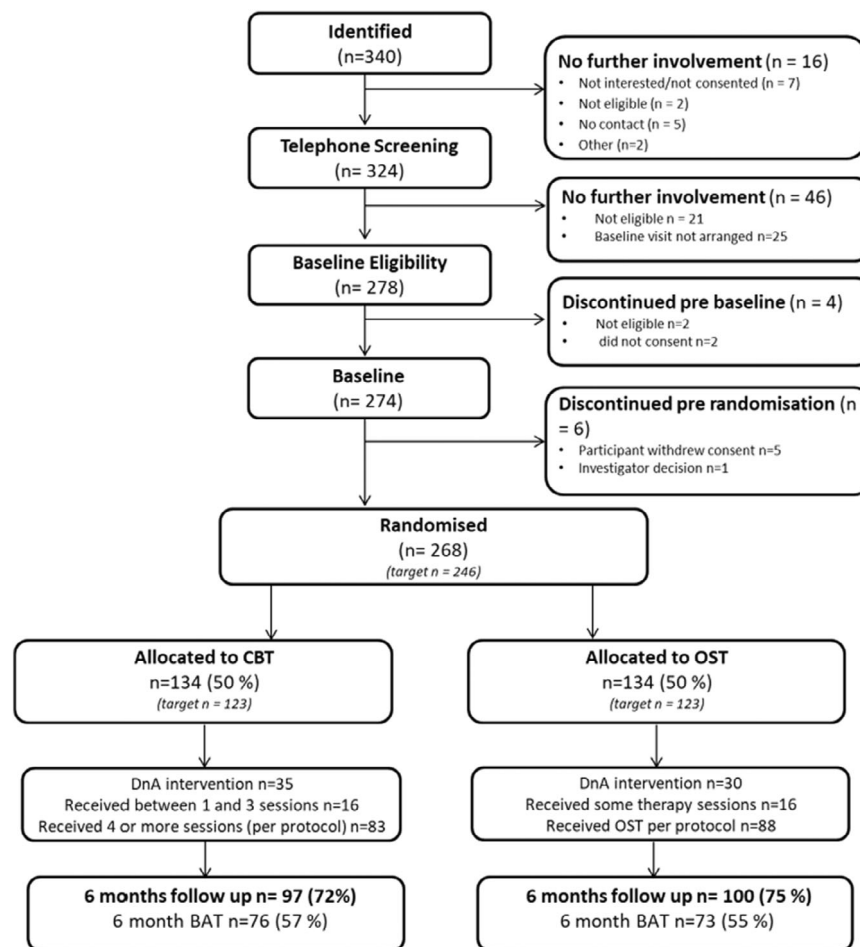 Identified
(n=340)
No further involvement (n = 16)
• Not interested/not consented (n = 7)
• Not eligible (n = 2)
• No contact (n = 5)
• Other (n=2)
Telephone Screening
(n= 324)
No further involvement (n = 46)
• Not eligible n = 21
• Baseline visit not arranged n=25
Baseline Eligibility
(n= 278)
Discontinued pre baseline (n = 4)
• Not eligible n=2
• did not consent n=2
Baseline
(n= 274)
Discontinued pre randomisation (n
= 6)
• Participant withdrew consent n=5
• Investigator decision n=1
Randomised
(n= 268)
(target n = 246)
Allocated to CBT
n=134 (50 %)
(target n = 123)
Allocated to OST
n=134 (50 %)
(target n = 123)
DnA intervention n=35
Received between 1 and 3 sessions n=16
Received 4 or more sessions (per protocol) n=83
DnA intervention n=30
Received some therapy sessions n=16
Received OST per protocol n=88
6 months follow up n= 97 (72%)
6 month BAT n=76 (57 %)
6 months follow up n= 100 (75 %)
6 month BAT n=73 (55 %)